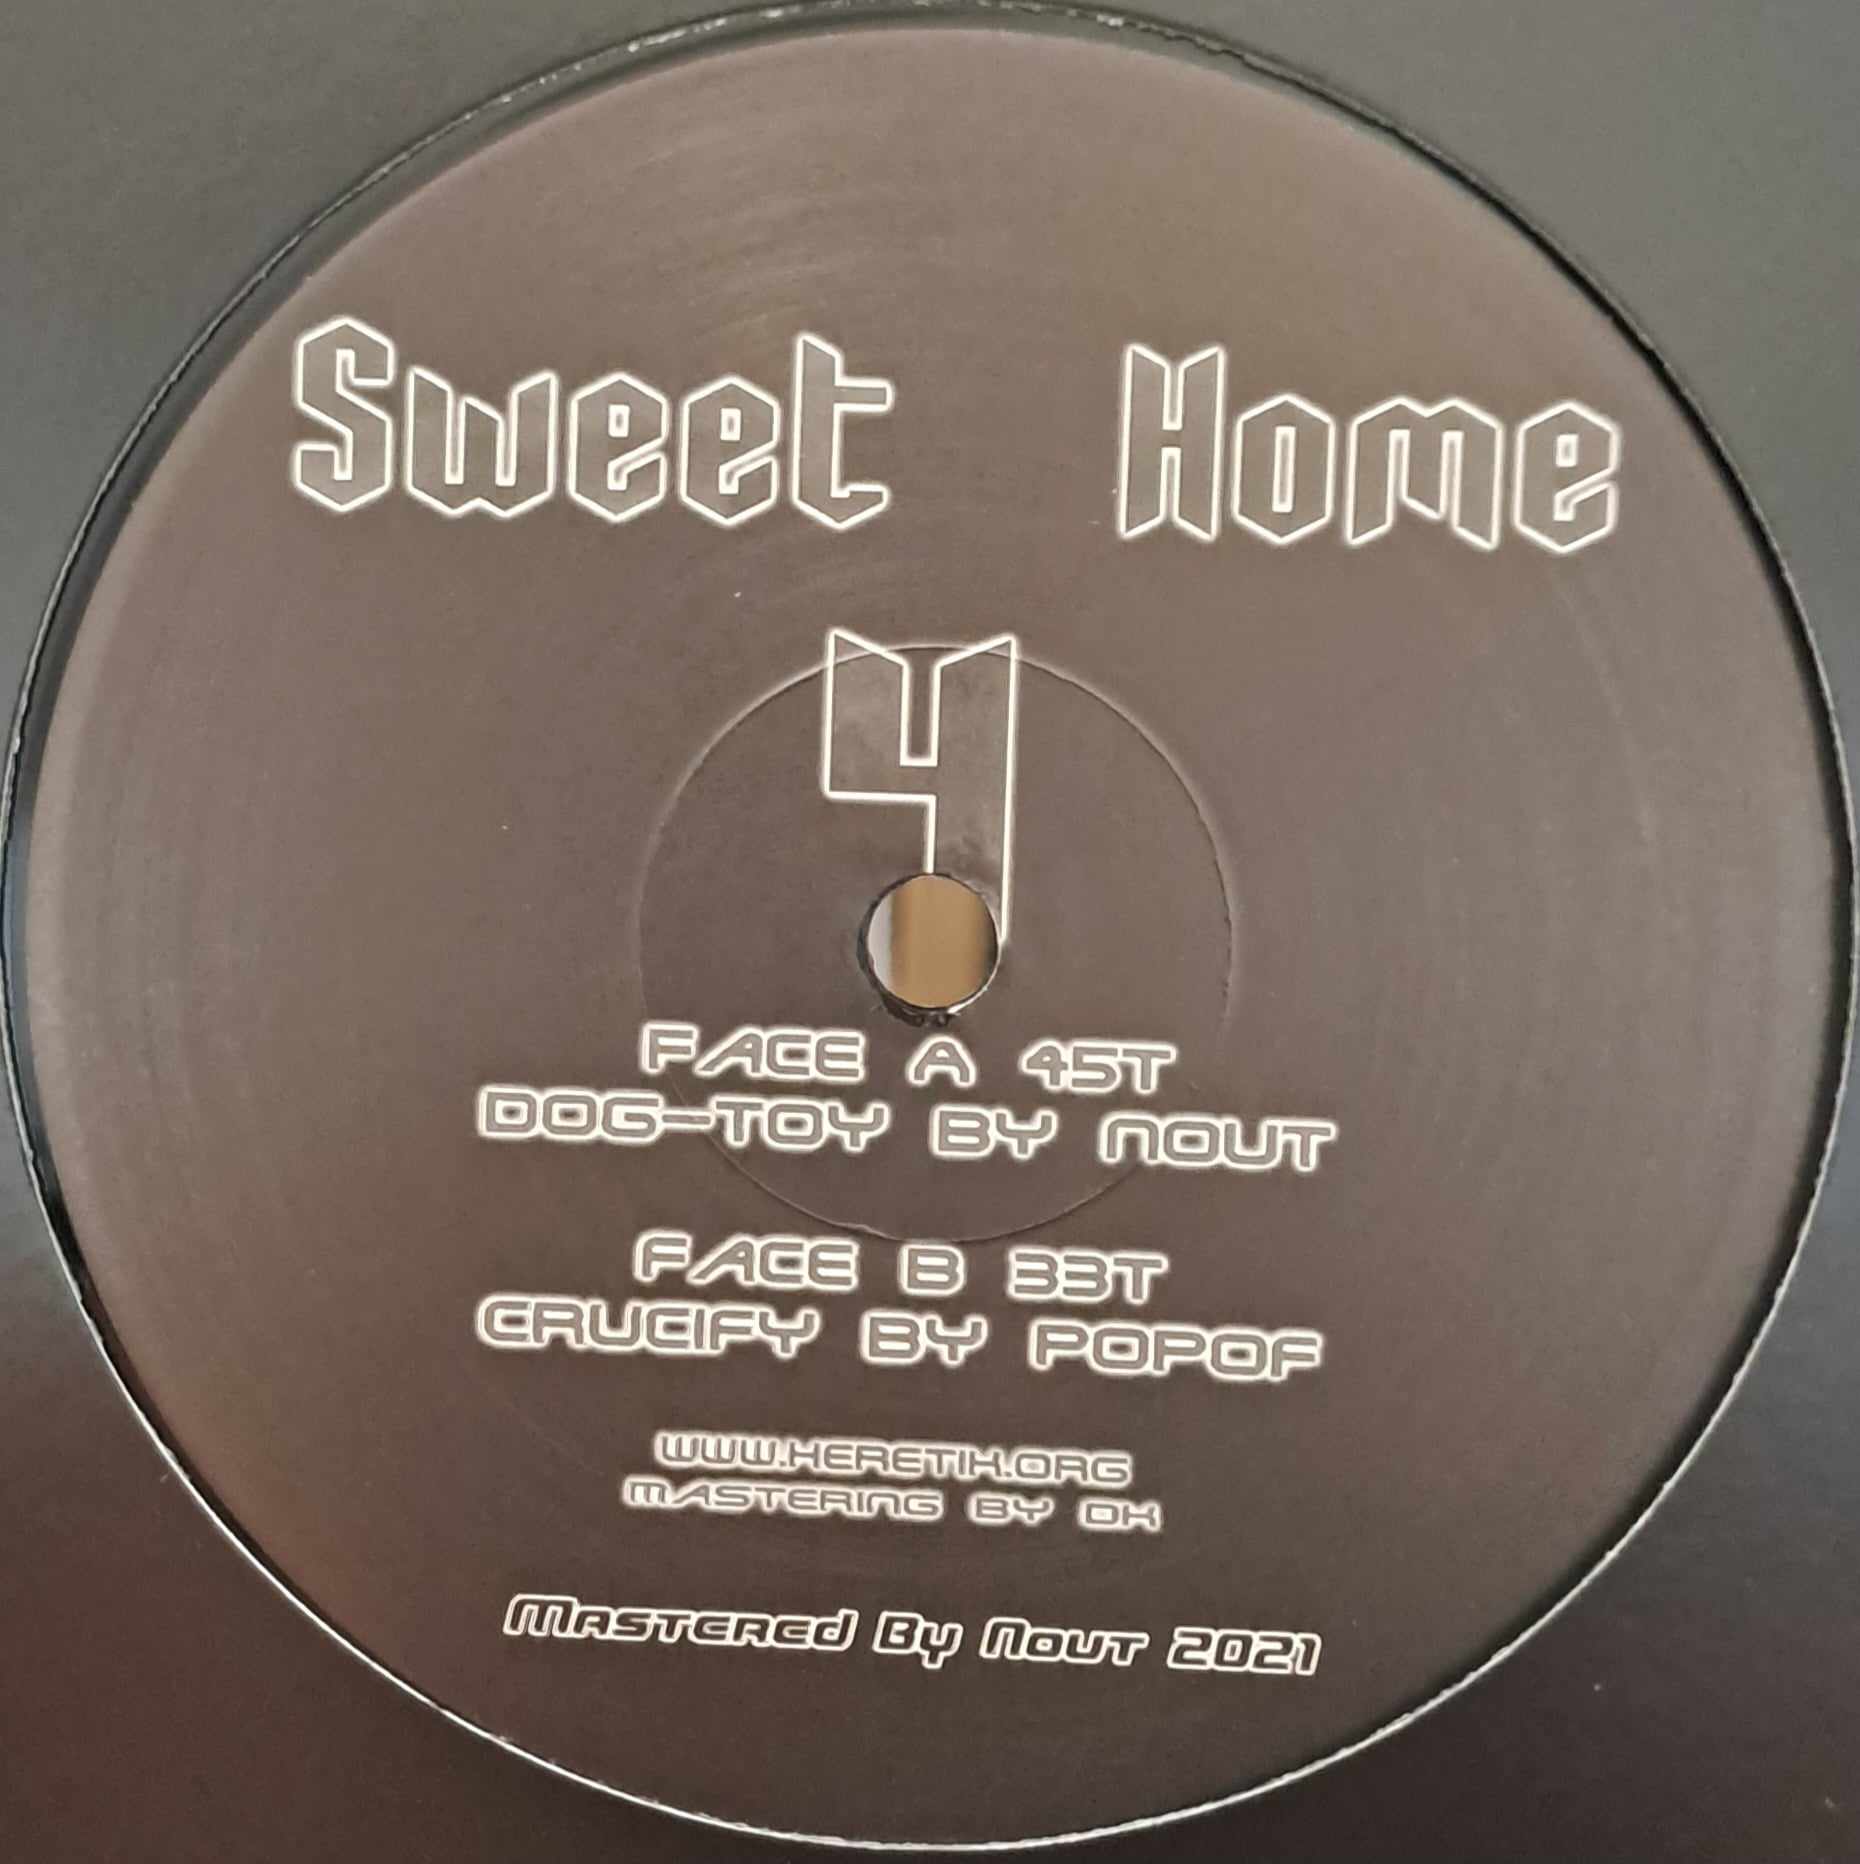 Sweet Home
4
FACE A 45T
DOG-TOY BY NOUT
FACE B 33T
CRUCIFY BY POPOF
WWW.HERETIK.ORG
MASTERING BY DK
Mastered By Nout 2021